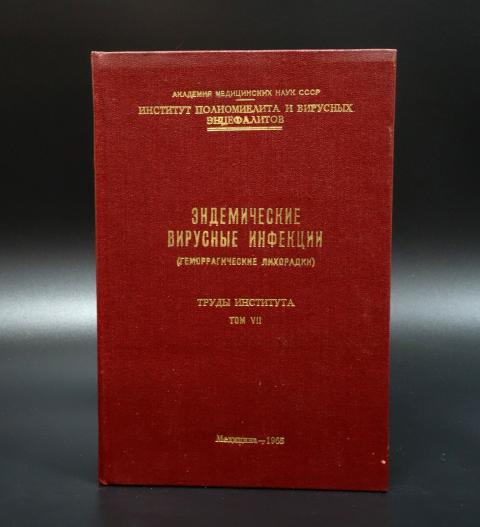 АКАДЕМИЯ МЕДИЦИНСКИХ НАУК СССР
ИНСТИТУТ ПОЛИОМИЕЛИТА И ВИРУСНЫХ
ЭНЦЕФАЛИТОВ
ЭНДЕМИЧЕСКИЕ
ВИРУСНЫЕ ИНФЕКЦИИ
(ГЕМОРРАГИЧЕСКИЕ ЛИХОРАДКИ)
ТРУДЫ ИНСТИТУТА
ТОМ VII
Медицина—1965